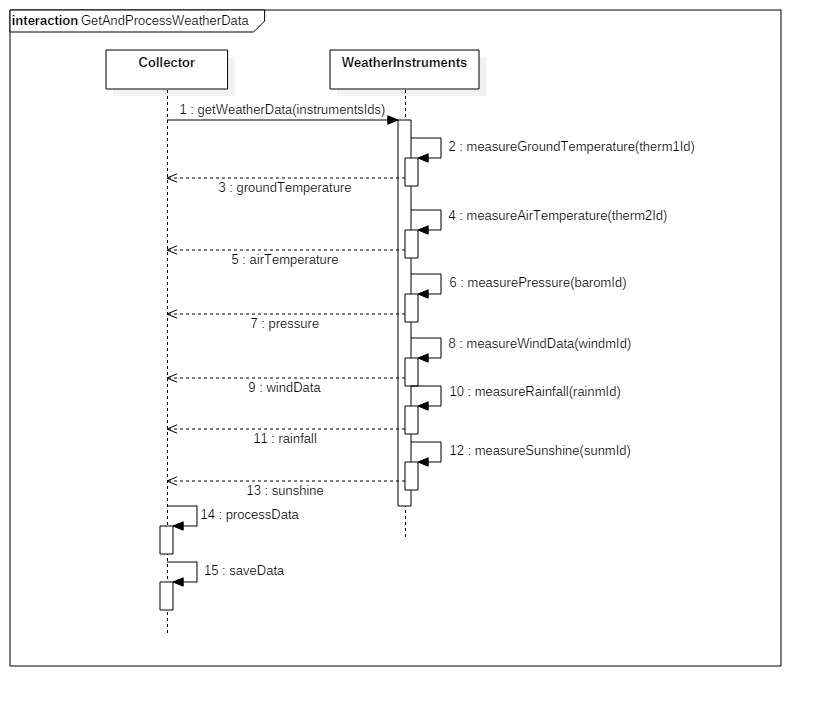 interaction GetAndProcessWeatherData
Collector
WeatherInstruments
1 : getWeatherData(instrumentsIds)
2 : measureGroundTemperature(therm1Id)
3 : groundTemperature
4 : measureAirTemperature(therm2Id)
5 : airTemperature
6 : measurePressure(baromId)
7 : pressure
8 : measureWindData(windmId)
9 : windData
10 : measureRainfall(rainmId)
11 : rainfall
12 : measureSunshine(sunmId)
13 : sunshine
14 : processData
15 : saveData